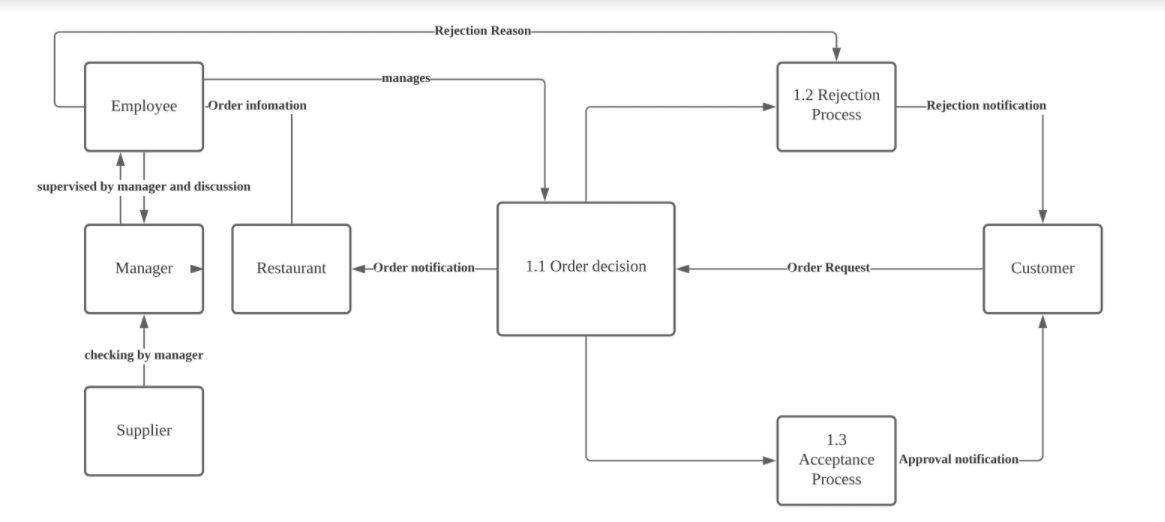 Rejection Reason
manages
Employee
Order infomation
1.2 Rejection
Process
Rejection notification
supervised by manager and discussion
Manager
Restaurant
Order notification
1.1 Order decision
Order Request
Customer
checking by manager
Supplier
1.3
Acceptance
Process
Approval notification